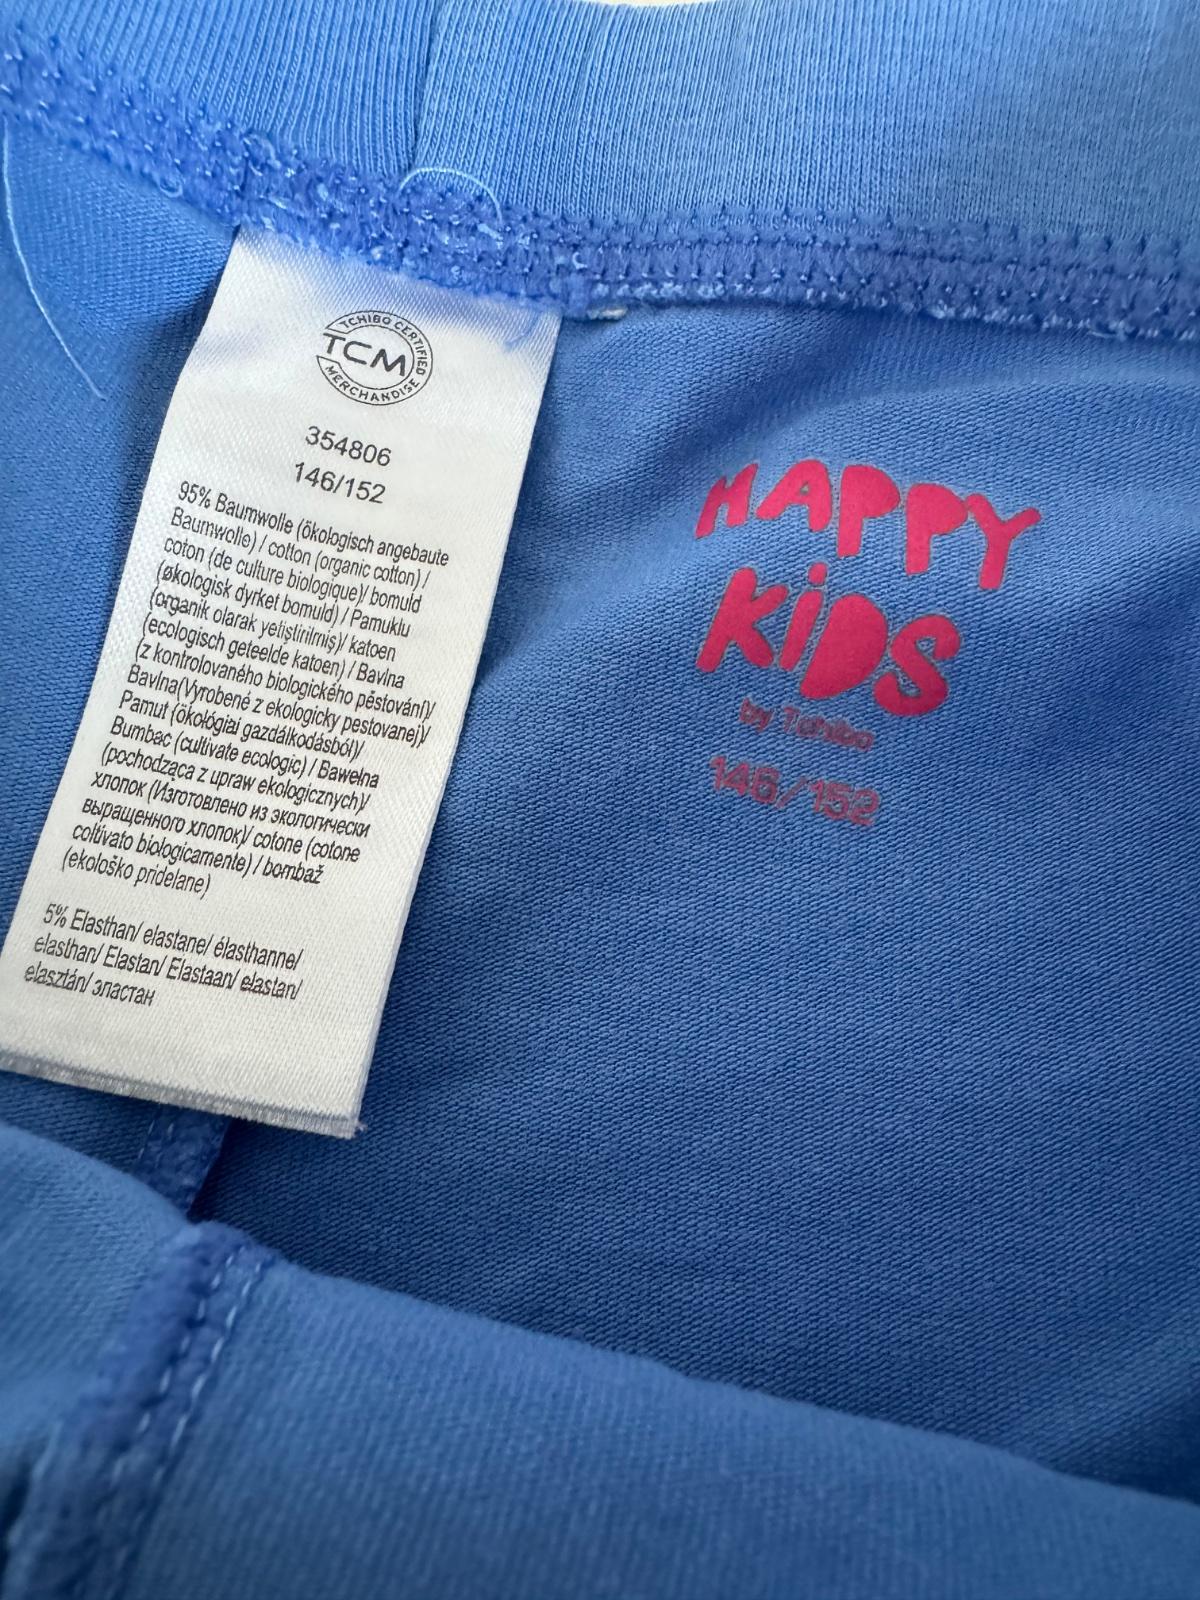 TCHIBO CERTIFIED
TCM
MERCHANDISE
354806
146/152
95% Baumwolle (ökologisch angebaute
Baumwolle) / cotton (organic cotton) /
coton (de culture biologique)/ bomuld
(økologisk dyrket bomuld) / Pamuklu
(organik olarak yetiştirilmiş)/ katoen
(ecologisch geteelde katoen) / Bavlna
(z kontrolovaného biologického pěstování)/
Bavlna(Vyrobené z ekologicky pestovanej)/
Pamut (ökológiai gazdálkodásból)/
Bumbac (cultivate ecologic) / Bawełna
(pochodząca z upraw ekologicznych)/
хлопок (Изготовлено из экологически
выращенного хлопок)/ cotone (cotone
coltivato biologicamente) / bombaž
(ekološko pridelane)
5% Elasthan/ elastane/ élasthanne/
elasthan/ Elastan/ Elastaan/ elastan/
elasztán/ эластан
HAPPY
KiDS
by Tchibo
146/152